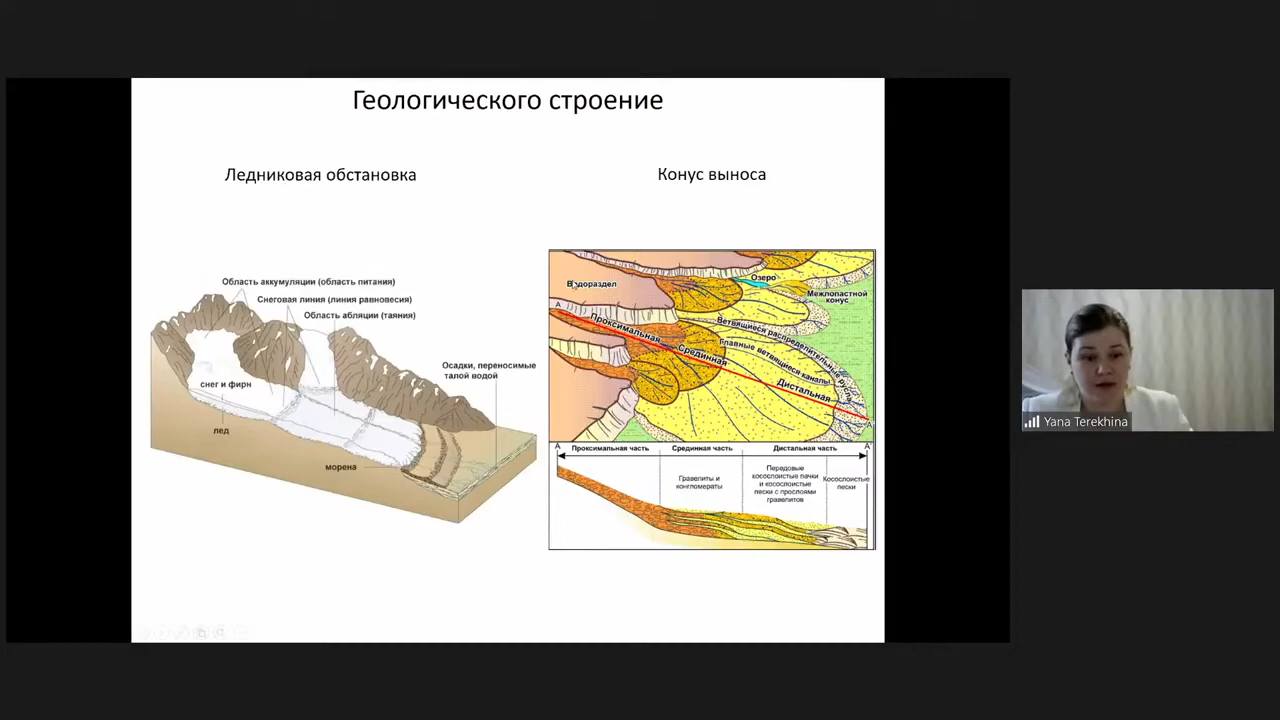 Геологического строение
Ледниковая обстановка
Конус выноса
Область аккумуляции (область питания)
Снеговая линия (линия равновесия)
Область абляции (таяния)
Осадки, переносимые
талой водой
снег и фирн
лед
морена
Водораздел
Озеро
Межлопастной
конус
А
Проксимальная
Срединная
Дистальная
Ветвящиеся распределительные русла
Главные ветвящиеся каналы
А'
А
Проксимальная часть
Срединная часть
Дистальная часть
А'
Гравелиты и
конгломераты
Передовые
косослоистые пачки
и косослоистые
пески с прослоями
гравелитов
Косослоистые
пески
Yana Terekhina